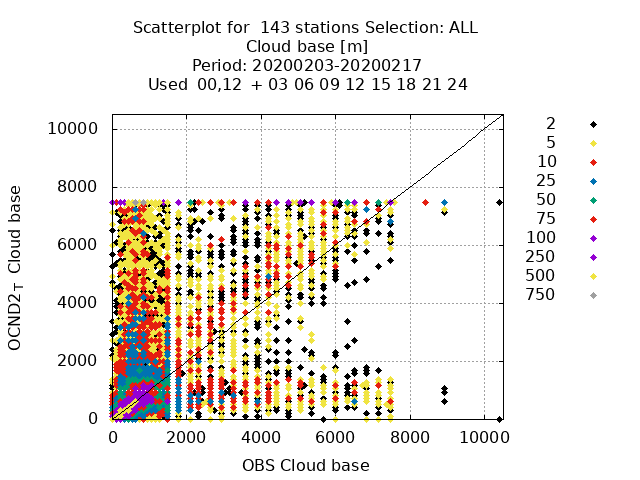 Scatterplot for 143 stations Selection: ALL
Cloud base [m]
Period: 20200203-20200217
Used 00,12 + 03 06 09 12 15 18 21 24
OCND2T Cloud base
10000
8000
6000
4000
2000
0
0 2000 4000 6000 8000 10000
OBS Cloud base
2
5
10
25
50
75
100
250
500
750